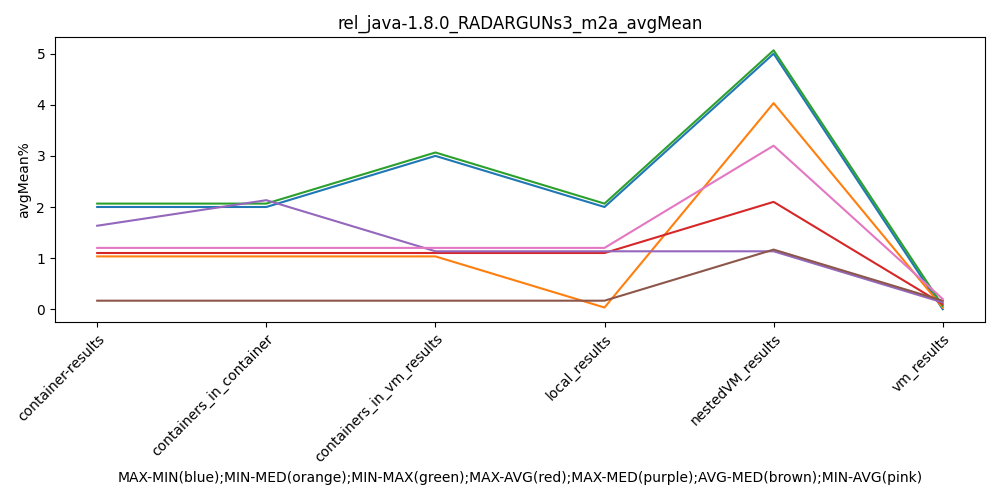 rel_java-1.8.0_RADARGUNs3_m2a_avgMean
avgMean%
5
4
3
2
1
0
container-results
containers_in_container
containers_in_vm_results
local_results
nestedVM_results
vm_results
MAX-MIN(blue);MIN-MED(orange);MIN-MAX(green);MAX-AVG(red);MAX-MED(purple);AVG-MED(brown);MIN-AVG(pink)